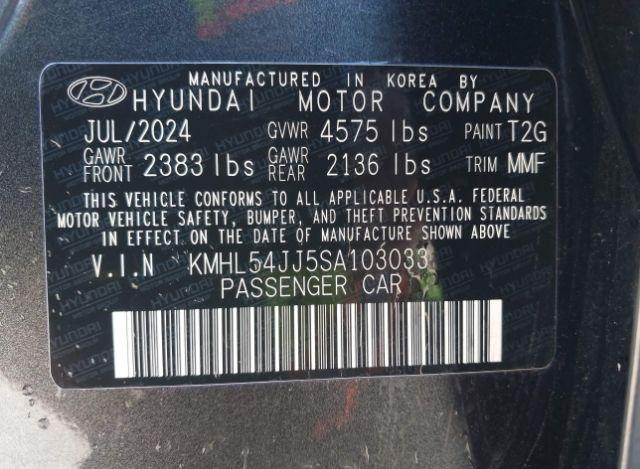 MANUFACTURED IN KOREA BY
HYUNDAI MOTOR COMPANY
JUL/2024 GVWR 4575 lbs PAINT T2G
GAWR FRONT 2383 lbs GAWR REAR 2136 lbs TRIM MMF
THIS VEHICLE CONFORMS TO ALL APPLICABLE U.S.A. FEDERAL
MOTOR VEHICLE SAFETY, BUMPER, AND THEFT PREVENTION STANDARDS
IN EFFECT ON THE DATE OF MANUFACTURE SHOWN ABOVE.
V.I.N KMHL54JJ5SA103033
PASSENGER CAR